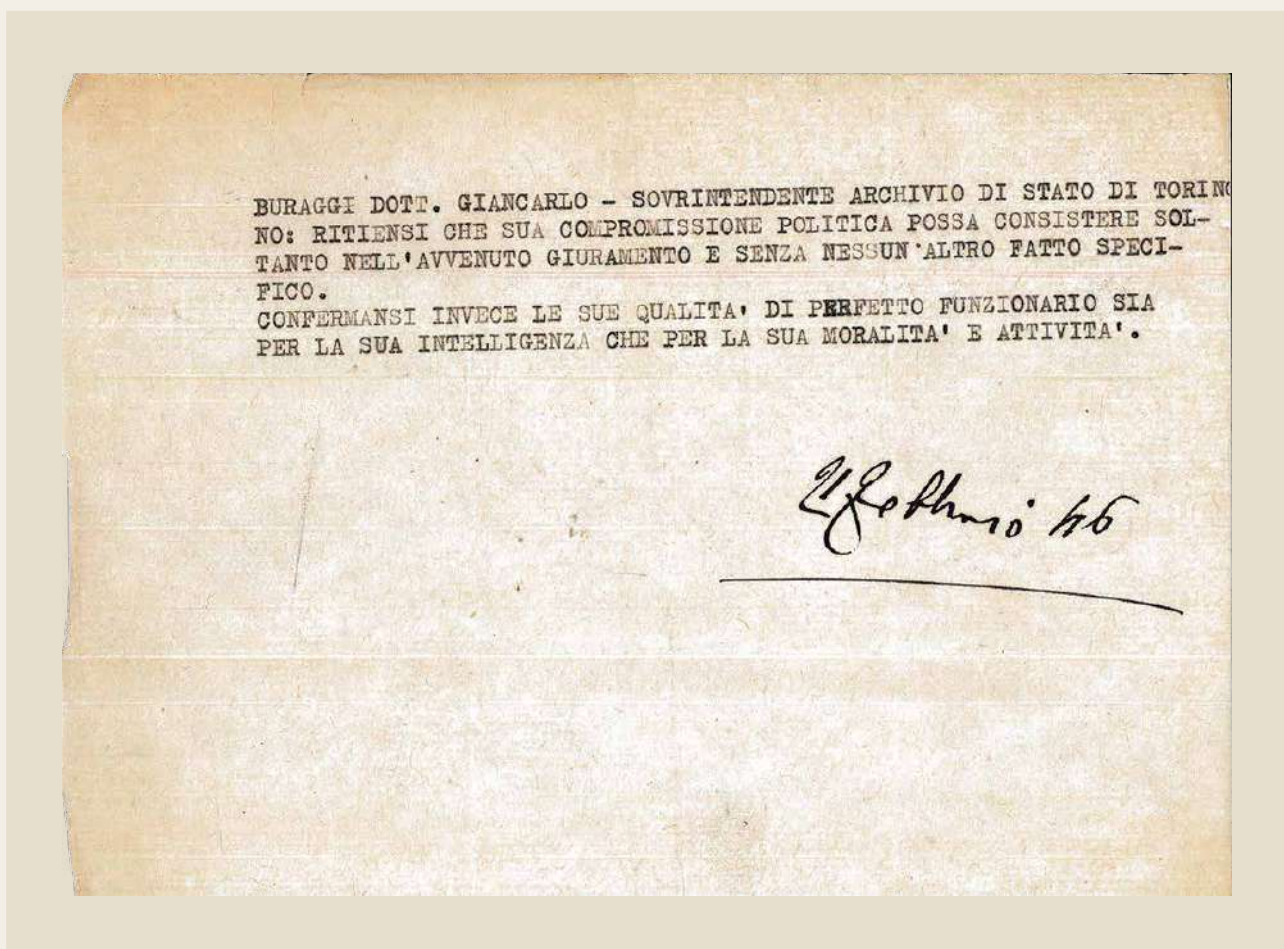 BURAGGI DOTT. GIANCARLO - SOVRINTENDENTE ARCHIVIO DI STATO DI TORINO
NO: RITIENSI CHE SUA COMPROMISSIONE POLITICA POSSA CONSISTERE SOL-
TANTO NELL'AVVENUTO GIURAMENTO E SENZA NESSUN'ALTRO FATTO SPECI-
FICO.
CONFERMANSI INVECE LE SUE QUALITA' DI PERFETTO FUNZIONARIO SIA
PER LA SUA INTELLIGENZA CHE PER LA SUA MORALITA' E ATTIVITA'.
Febbraio 46